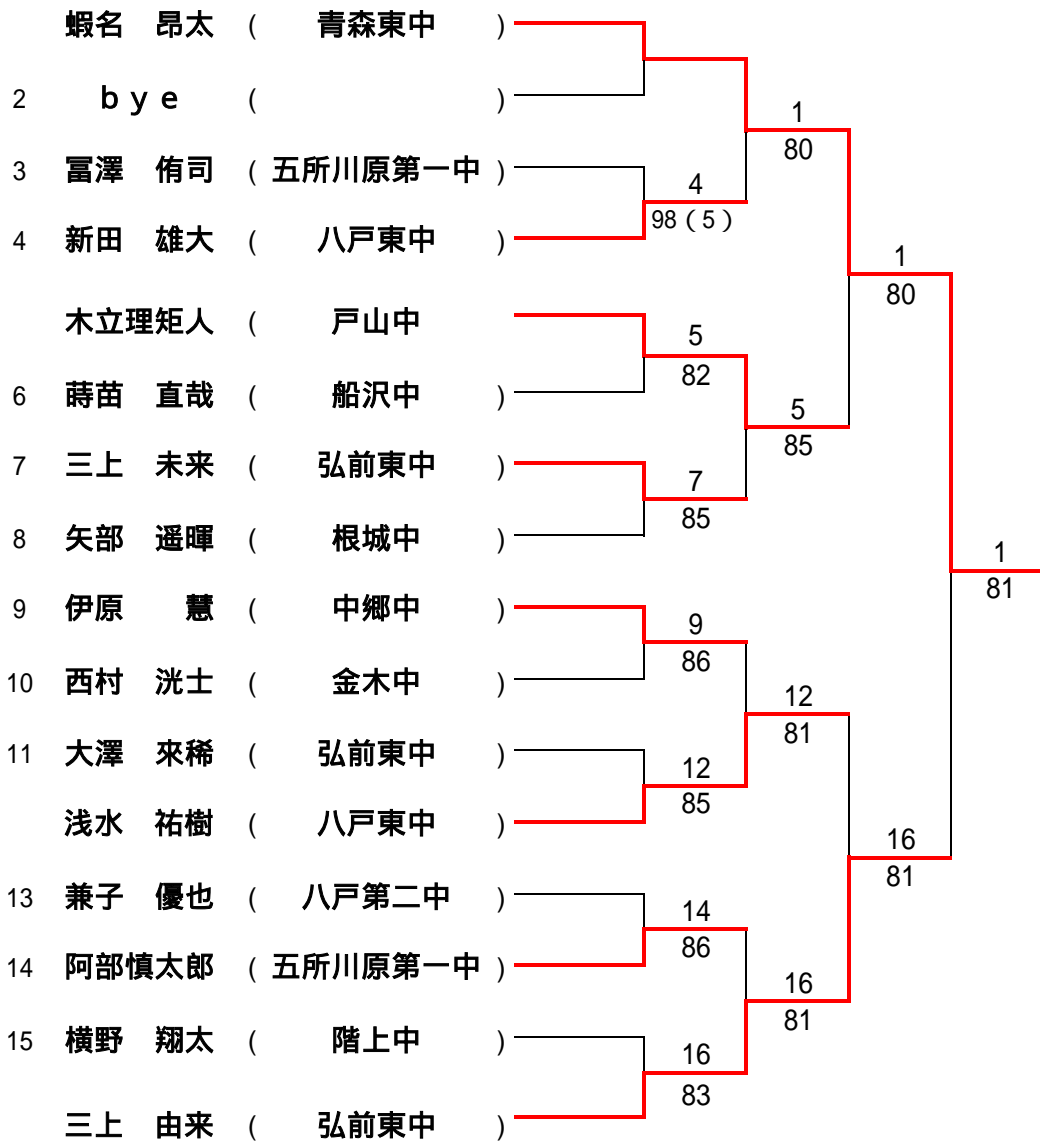 蝦名　昂太 ( 青森東中 )
2 ｂｙｅ ( )
1
80
3 冨澤　侑司 ( 五所川原第一中 )
4
98（5）
4 新田　雄大 ( 八戸東中 )
1
80
木立理矩人 ( 戸山中 )
5
82
6 蒔苗　直哉 ( 船沢中 )
5
85
7 三上　未来 ( 弘前東中 )
7
85
8 矢部　遥暉 ( 根城中 )
1
81
9 伊原　　慧 ( 中郷中 )
9
86
10 西村　洸士 ( 金木中 )
12
81
11 大澤　來稀 ( 弘前東中 )
12
85
浅水　祐樹 ( 八戸東中 )
16
81
13 兼子　優也 ( 八戸第二中 )
14
86
14 阿部慎太郎 ( 五所川原第一中 )
16
81
15 横野　翔太 ( 階上中 )
16
83
三上　由来 ( 弘前東中 )